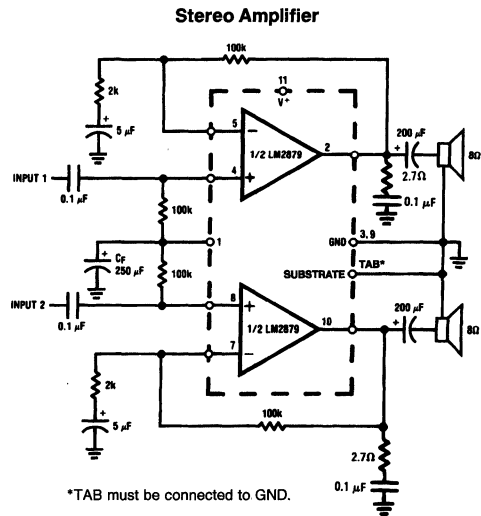 Stereo Amplifier
100k
11
V+
2k
5
5 µF
1/2 LM2879
2
200 µF
8Ω
2.7Ω
0.1 µF
INPUT 1
0.1 µF
4
100k
1
CF
250 µF
100k
GND
3, 9
SUBSTRATE
TAB*
INPUT 2
0.1 µF
8
1/2 LM2879
10
200 µF
8Ω
7
2k
5 µF
100k
2.7Ω
0.1 µF
*TAB must be connected to GND.